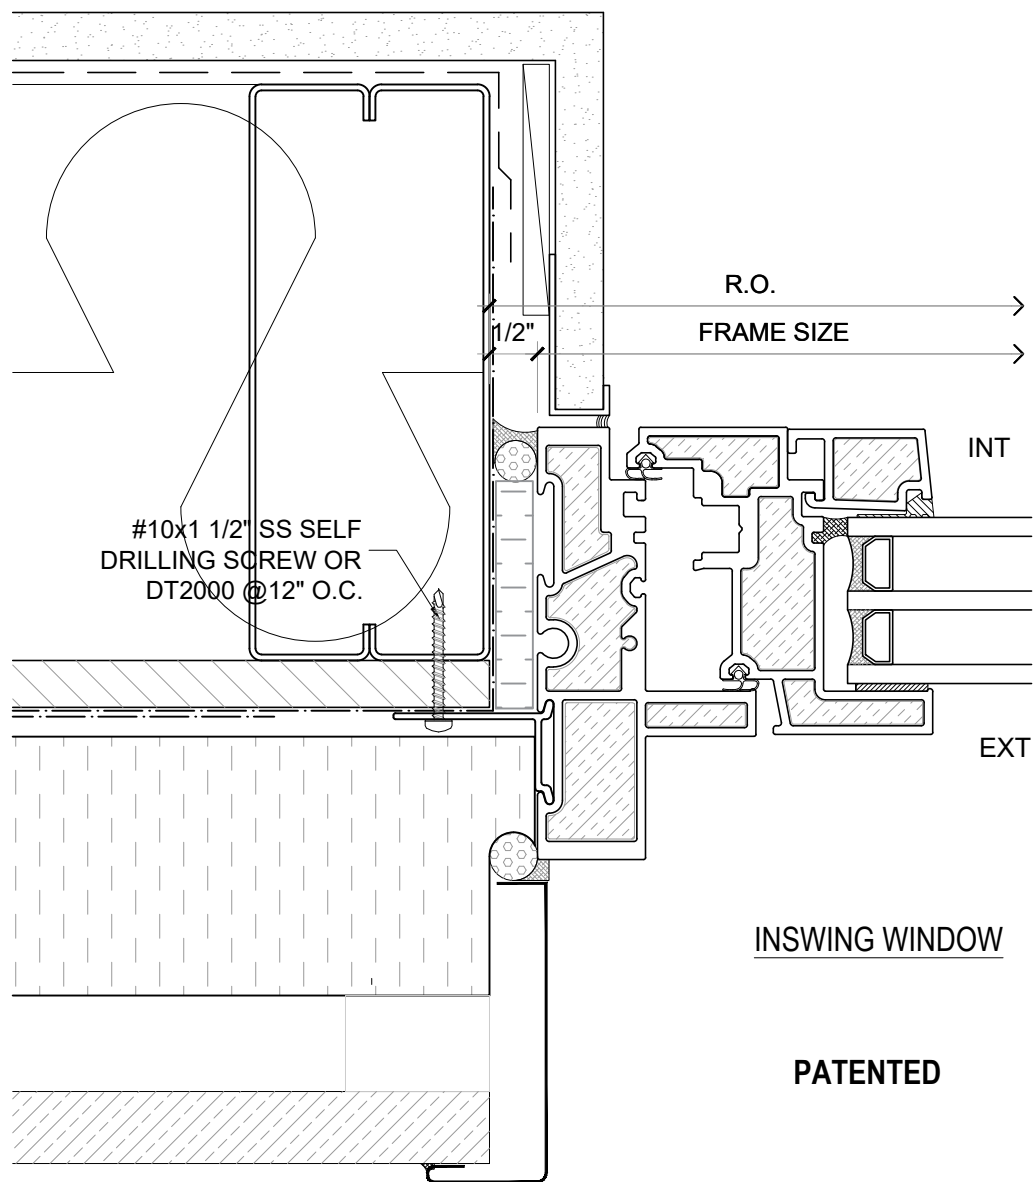 R.O.
1/2"
FRAME SIZE
INT
#10x1 1/2" SS SELF
DRILLING SCREW OR
DT2000 @12" O.C.
EXT
INSWING WINDOW
PATENTED